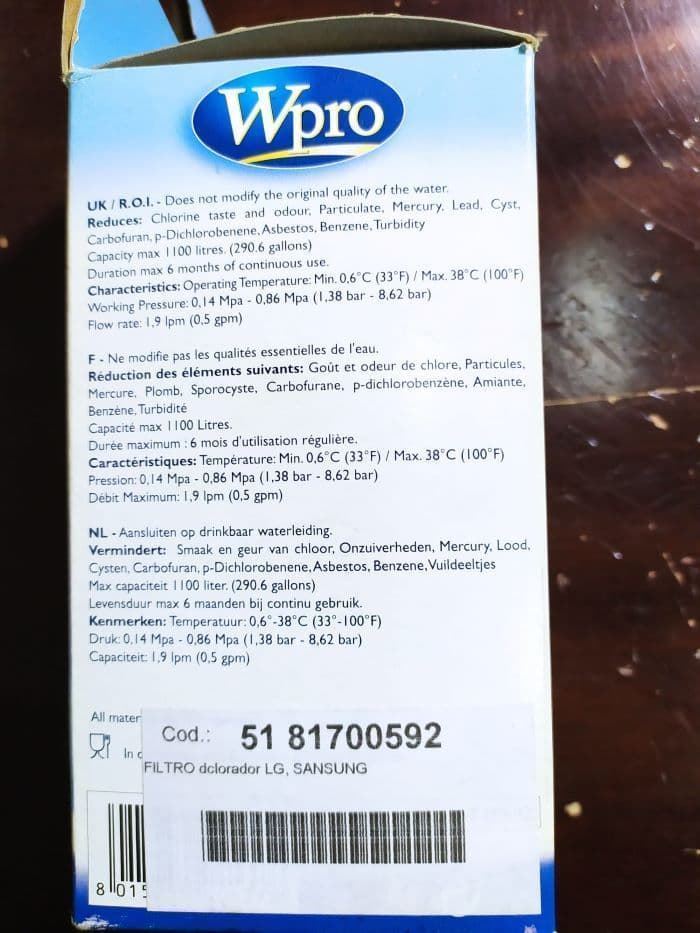 Wpro
UK / R.O.I. - Does not modify the original quality of the water.
Reduces: Chlorine taste and odour, Particulate, Mercury, Lead, Cyst,
Carbofuran, p-Dichlorobenene, Asbestos, Benzene, Turbidity
Capacity max 1100 litres. (290.6 gallons)
Duration max 6 months of continuous use.
Characteristics: Operating Temperature: Min. 0,6°C (33°F) / Max. 38°C (100°F)
Working Pressure: 0,14 Mpa - 0,86 Mpa (1,38 bar - 8,62 bar)
Flow rate: 1,9 lpm (0,5 gpm)
F - Ne modifie pas les qualités essentielles de l'eau.
Réduction des éléments suivants: Goût et odeur de chlore, Particules,
Mercure, Plomb, Sporocyste, Carbofurane, p-dichlorobenzène, Amiante,
Benzène, Turbidité
Capacité max 1100 Litres.
Durée maximum : 6 mois d'utilisation régulière.
Caractéristiques: Température: Min. 0,6°C (33°F) / Max. 38°C (100°F)
Pression: 0,14 Mpa - 0,86 Mpa (1,38 bar - 8,62 bar)
Débit Maximum: 1,9 lpm (0,5 gpm)
NL - Aansluiten op drinkbaar waterleiding.
Vermindert: Smaak en geur van chloor, Onzuiverheden, Mercury, Lood,
Cysten, Carbofuran, p-Dichlorobenene, Asbestos, Benzene, Vuildeeltjes
Max capaciteit 1100 liter. (290.6 gallons)
Levensduur max 6 maanden bij continu gebruik.
Kenmerken: Temperatuur: 0,6°-38°C (33°-100°F)
Druk: 0,14 Mpa - 0,86 Mpa (1,38 bar - 8,62 bar)
Capaciteit: 1,9 lpm (0,5 gpm)
All mater
In c
Cod.: 51 81700592
FILTRO dclorador LG, SANSUNG
8 015